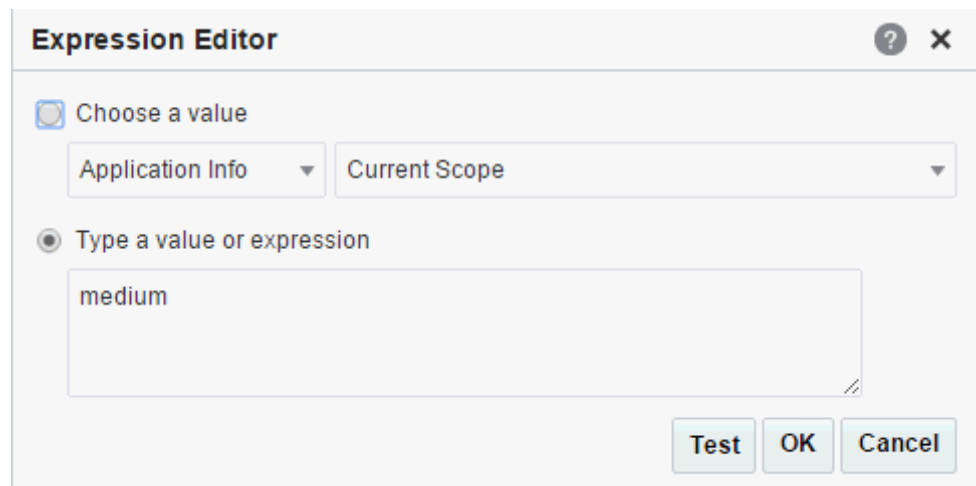 Expression Editor
Choose a value
Application Info Current Scope
Type a value or expression
medium
Test OK Cancel